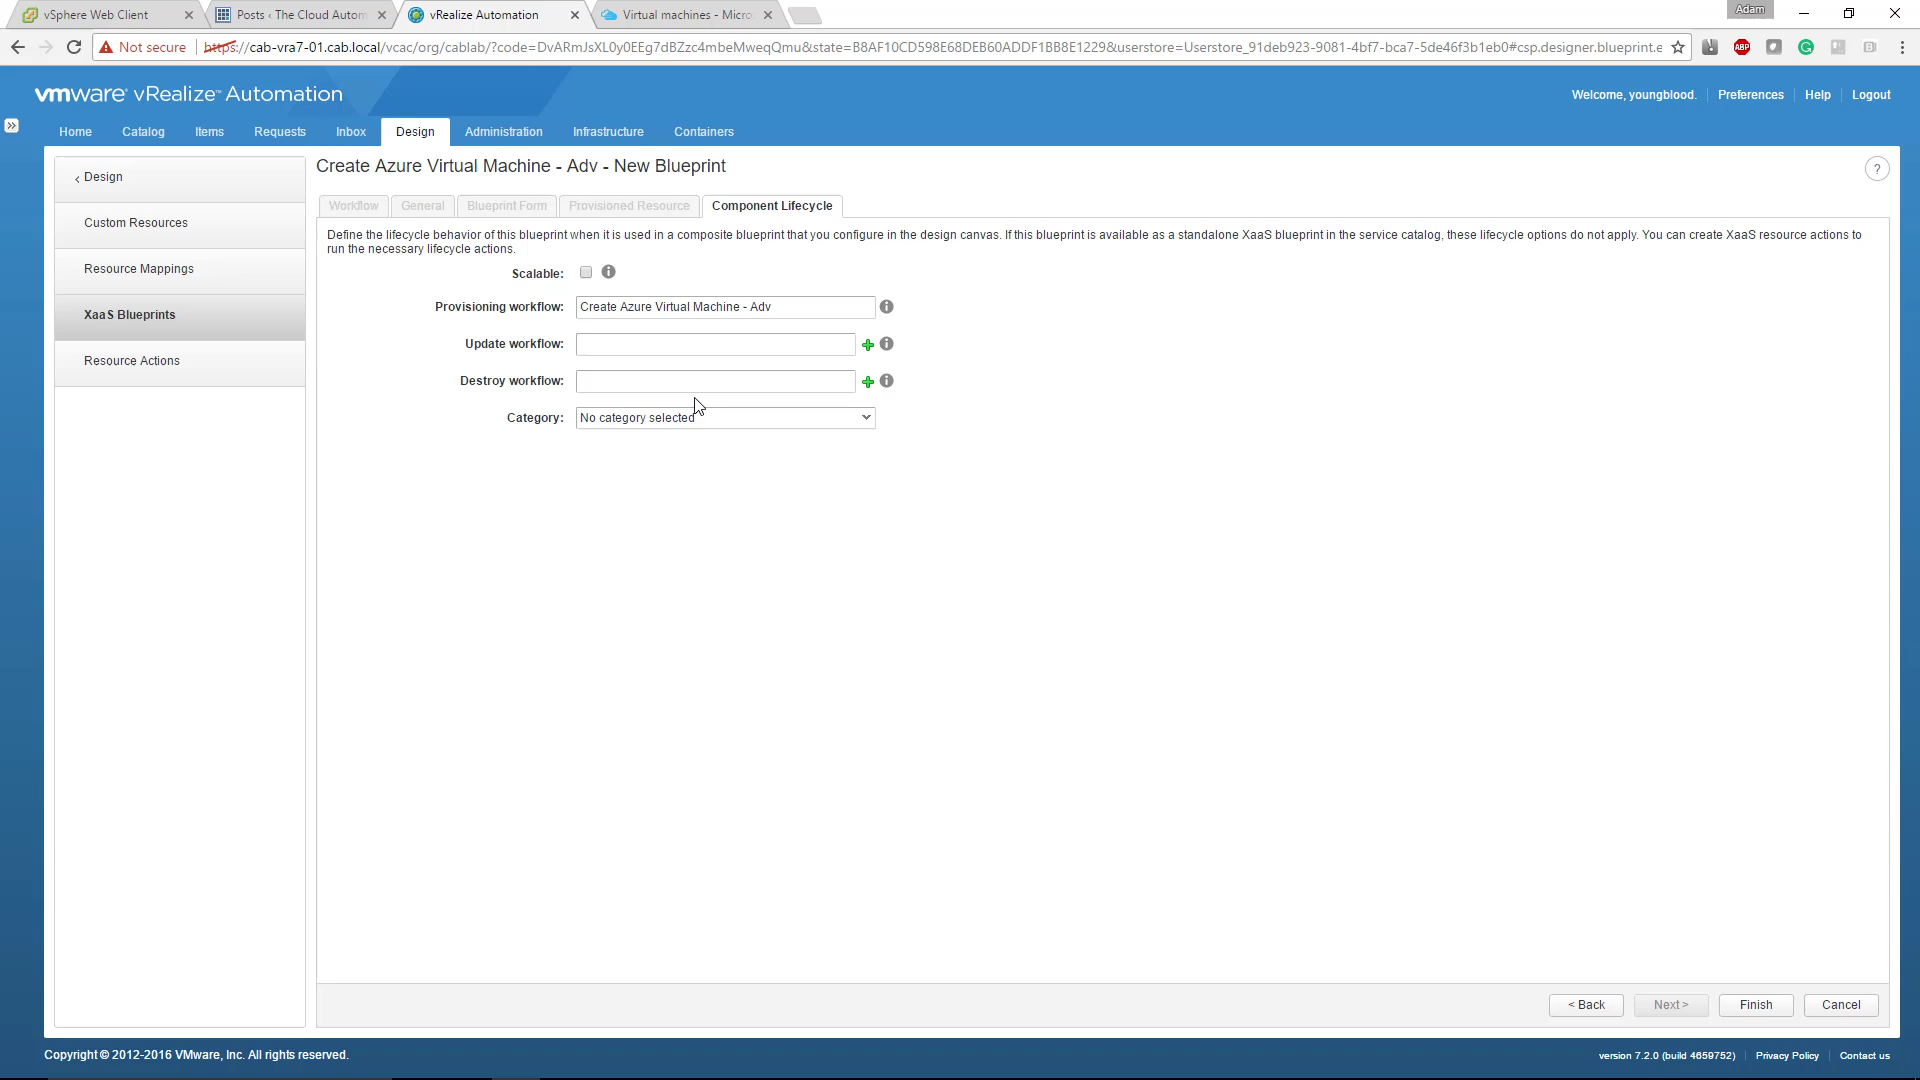 vSphere Web Client
Posts ‹ The Cloud Autom
vRealize Automation
Virtual machines - Micro
Adam
Not secure
https://cab-vra7-01.cab.local/vcac/org/cablab/?code=DvARmJsXL0y0EEg7dBZzc4mbeMweqQmu&state=B8AF10CD598E68DEB60ADDF1BB8E1229&userstore=Userstore_91deb923-9081-4bf7-bca7-5de46f3b1eb0#csp.designer.blueprint.e
ABP
vmware vRealize™ Automation
Welcome, youngblood.
Preferences
Help
Logout
Home
Catalog
Items
Requests
Inbox
Design
Administration
Infrastructure
Containers
‹ Design
Custom Resources
Resource Mappings
XaaS Blueprints
Resource Actions
Create Azure Virtual Machine - Adv - New Blueprint
?
Workflow
General
Blueprint Form
Provisioned Resource
Component Lifecycle
Define the lifecycle behavior of this blueprint when it is used in a composite blueprint that you configure in the design canvas. If this blueprint is available as a standalone XaaS blueprint in the service catalog, these lifecycle options do not apply. You can create XaaS resource actions to
run the necessary lifecycle actions.
Scalable:
Provisioning workflow: Create Azure Virtual Machine - Adv
Update workflow:
Destroy workflow:
Category: No category selected
< Back
Next >
Finish
Cancel
Copyright © 2012-2016 VMware, Inc. All rights reserved.
version 7.2.0 (build 4659752)
Privacy Policy
Contact us